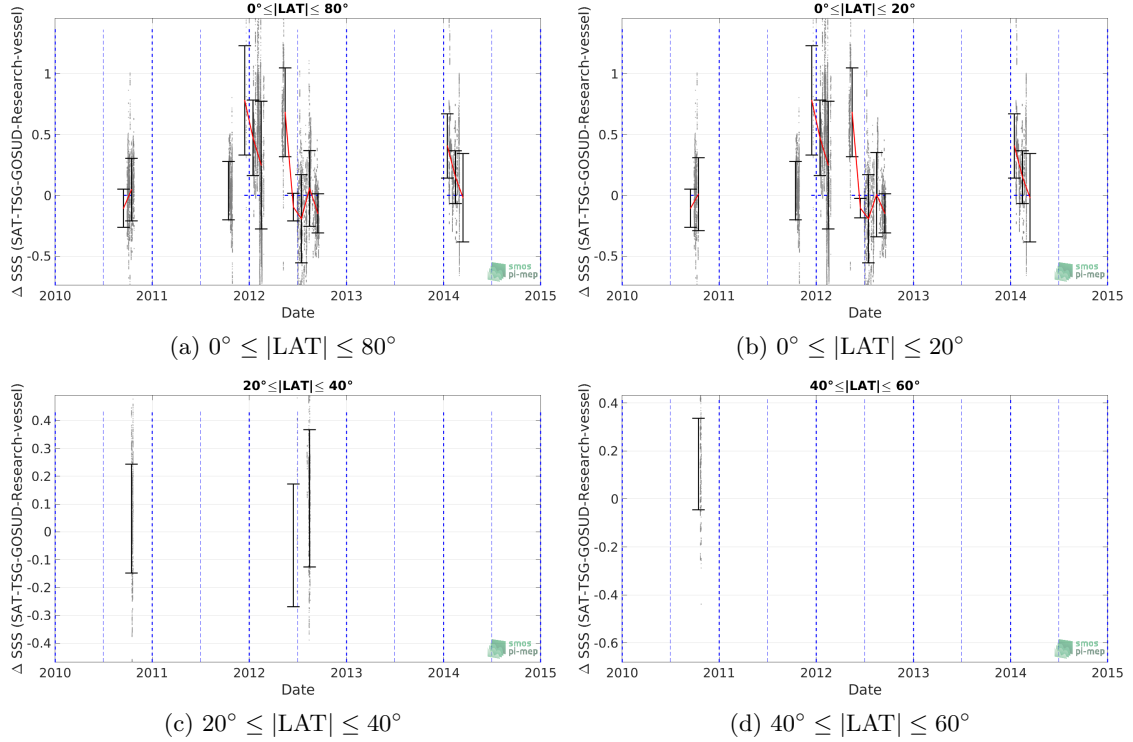 0°≤|LAT|≤ 80°
Δ SSS (SAT-TSG-GOSUD-Research-vessel)
1
0.5
0
-0.5
2010 2011 2012 2013 2014 2015
Date
smos
pi-mep
(a) 0° ≤ |LAT| ≤ 80°
0°≤|LAT|≤ 20°
Δ SSS (SAT-TSG-GOSUD-Research-vessel)
1
0.5
0
-0.5
2010 2011 2012 2013 2014 2015
Date
smos
pi-mep
(b) 0° ≤ |LAT| ≤ 20°
20°≤|LAT|≤ 40°
Δ SSS (SAT-TSG-GOSUD-Research-vessel)
0.4
0.3
0.2
0.1
0
-0.1
-0.2
-0.3
-0.4
2010 2011 2012 2013 2014 2015
Date
smos
pi-mep
(c) 20° ≤ |LAT| ≤ 40°
40°≤|LAT|≤ 60°
Δ SSS (SAT-TSG-GOSUD-Research-vessel)
0.4
0.2
0
-0.2
-0.4
-0.6
2010 2011 2012 2013 2014 2015
Date
smos
pi-mep
(d) 40° ≤ |LAT| ≤ 60°